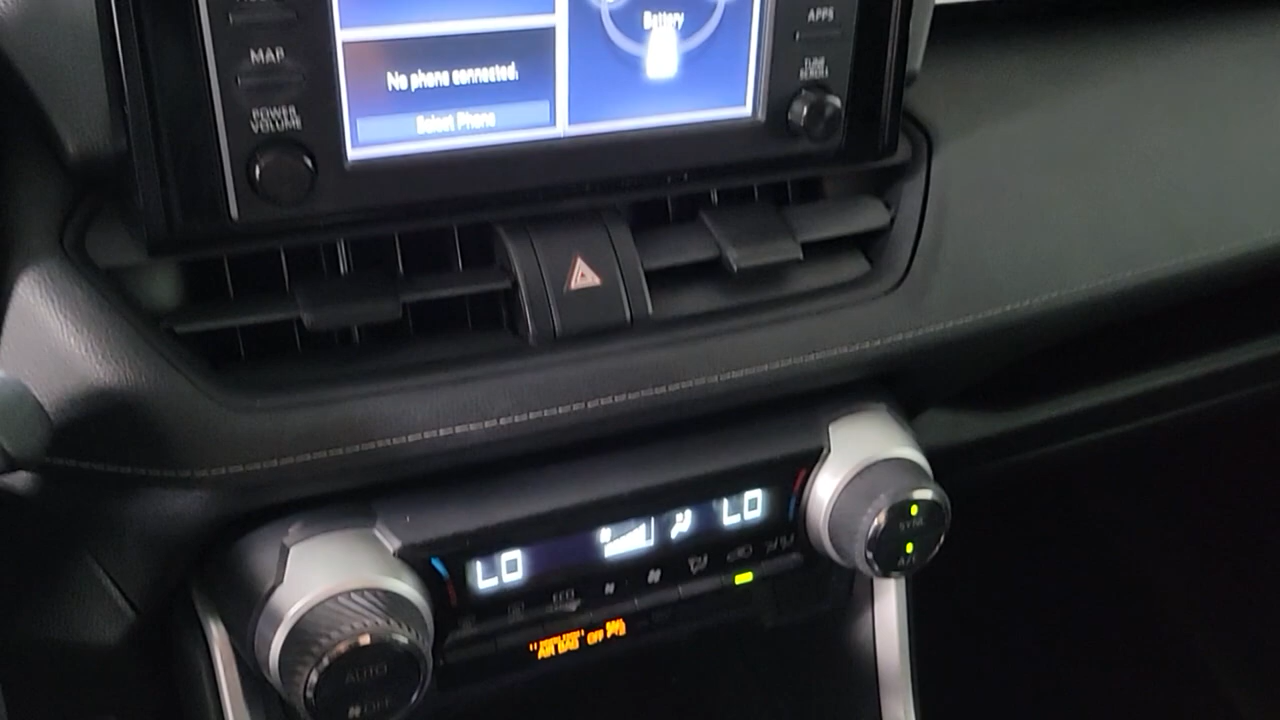 MAP
POWER
VOLUME
No phone connected.
Select Phone
Battery
APPS
TUNE
SCROLL
LO
LO
SYNC
A/C
ECO
AIR BAG OFF
AUTO
OFF